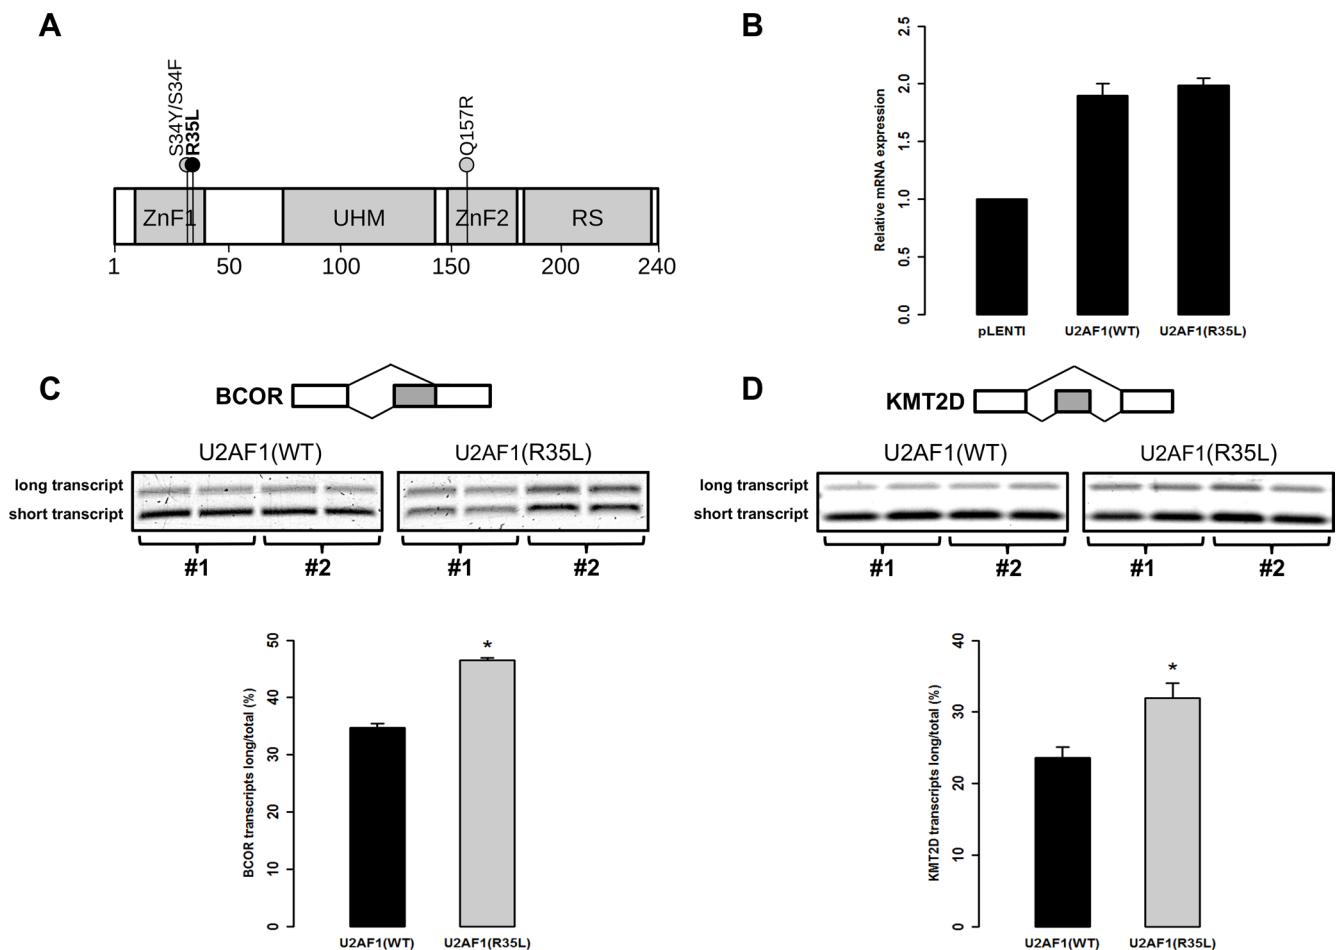 A
S34Y/S34F
R35L
Q157R
ZnF1
UHM
ZnF2
RS
1
50
100
150
200
240
B
Relative mRNA expression
2.5
2.0
1.5
1.0
0.5
0.0
pLENTI
U2AF1(WT)
U2AF1(R35L)
C
BCOR
U2AF1(WT)
U2AF1(R35L)
long transcript
short transcript
#1
#2
#1
#2
BCOR transcripts long/total (%)
50
40
30
20
10
0
*
U2AF1(WT)
U2AF1(R35L)
D
KMT2D
U2AF1(WT)
U2AF1(R35L)
long transcript
short transcript
#1
#2
#1
#2
KMT2D transcripts long/total (%)
40
30
20
10
0
*
U2AF1(WT)
U2AF1(R35L)